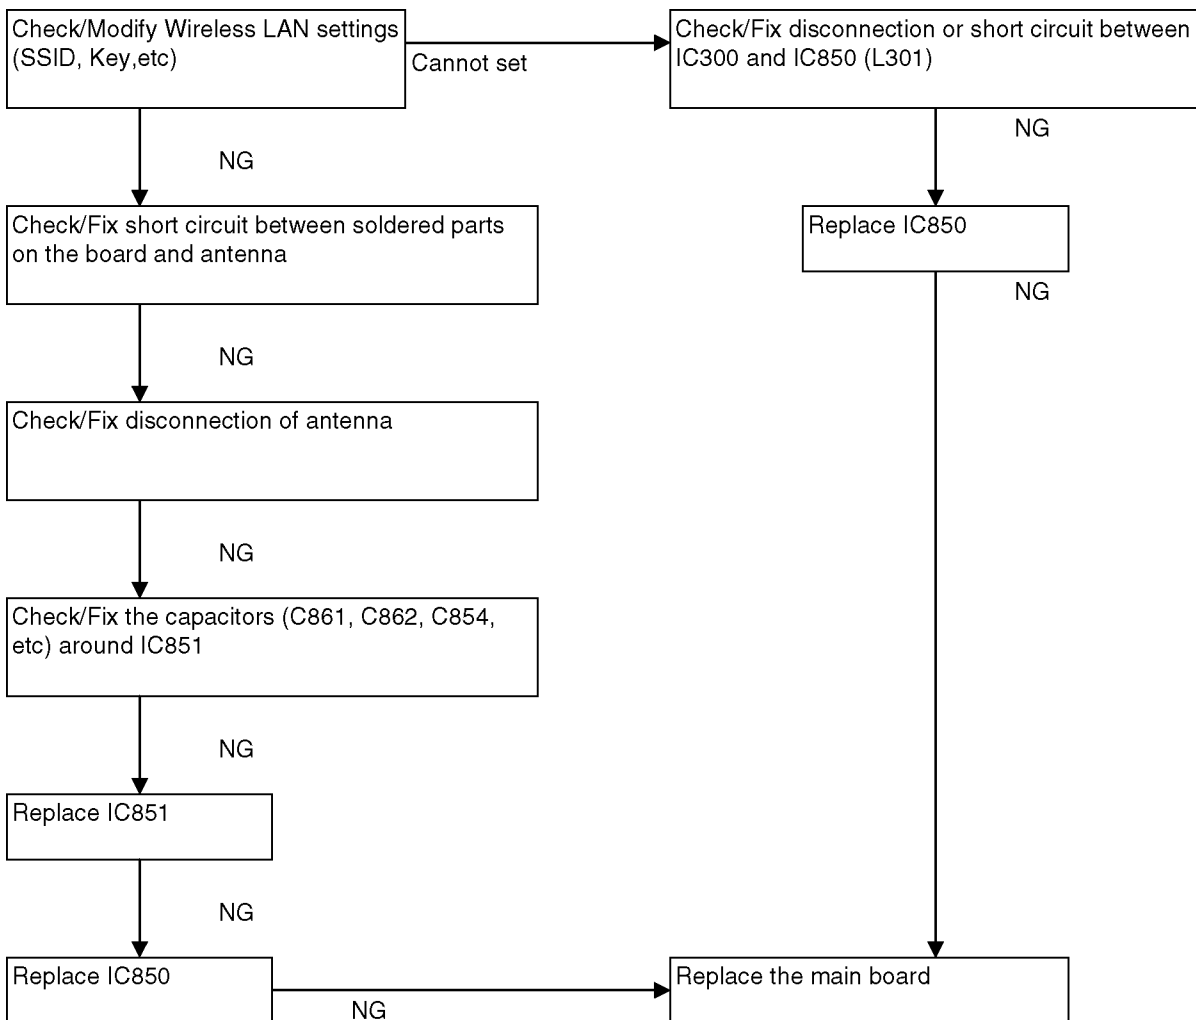 Check/Modify Wireless LAN settings
(SSID, Key,etc)
Cannot set
Check/Fix disconnection or short circuit between
IC300 and IC850 (L301)
NG
NG
Check/Fix short circuit between soldered parts
on the board and antenna
Replace IC850
NG
NG
Check/Fix disconnection of antenna
NG
Check/Fix the capacitors (C861, C862, C854,
etc) around IC851
NG
Replace IC851
NG
Replace IC850
NG
Replace the main board